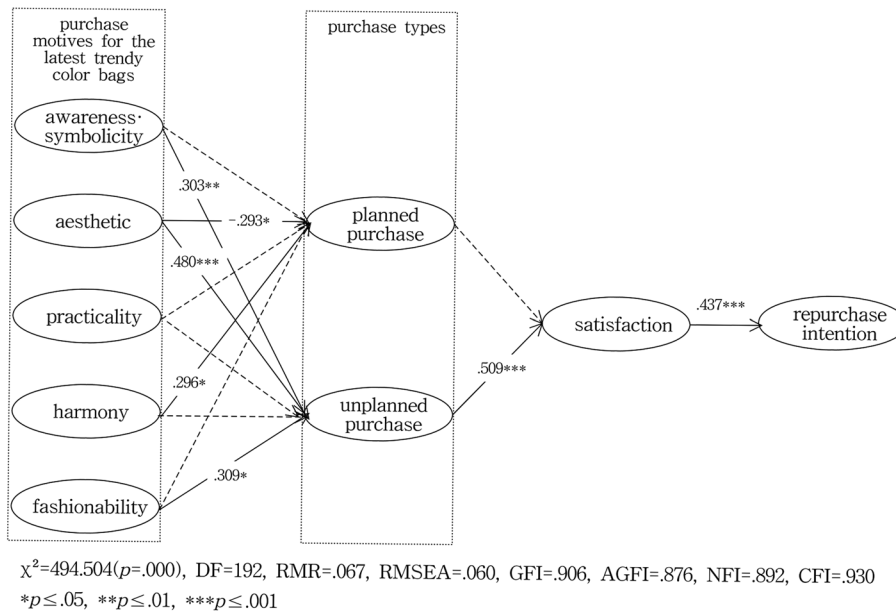 purchase
motives for the
latest trendy
color bags
purchase types
awareness·
symbolicity
aesthetic
practicality
harmony
fashionability
.303**
-.293*
.480***
.296*
.309*
planned
purchase
unplanned
purchase
.509***
satisfaction
.437***
repurchase
intention
χ²=494.504(p=.000), DF=192, RMR=.067, RMSEA=.060, GFI=.906, AGFI=.876, NFI=.892, CFI=.930
*p≤.05, **p≤.01, ***p≤.001